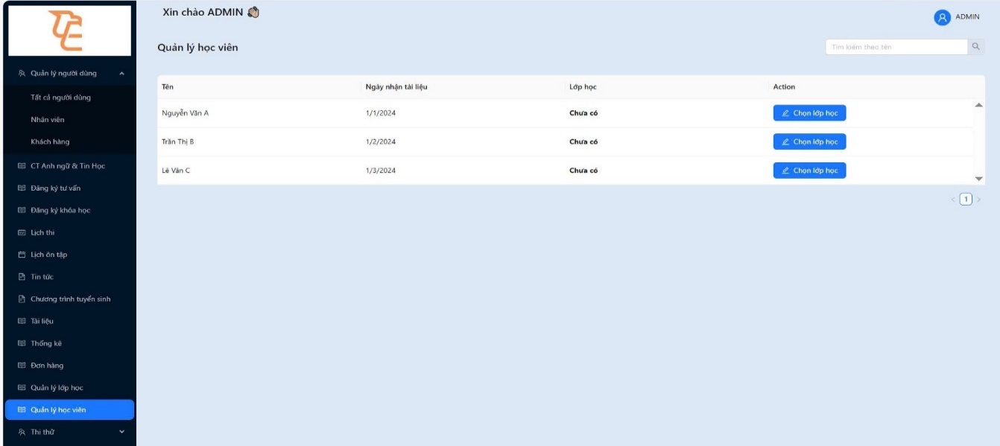 Xin chào ADMIN 👋
ADMIN
Quản lý học viên
Tìm kiếm theo tên
Quản lý người dùng
Tất cả người dùng
Nhân viên
Khách hàng
CT Anh ngữ & Tin Học
Đăng ký tư vấn
Đăng ký khóa học
Lịch thi
Lịch ôn tập
Tin tức
Chương trình tuyển sinh
Tài liệu
Thống kê
Đơn hàng
Quản lý lớp học
Quản lý học viên
Thi thử
Tên Ngày nhận tài liệu Lớp học Action
Nguyễn Văn A 1/1/2024 Chưa có Chọn lớp học
Trần Thị B 1/2/2024 Chưa có Chọn lớp học
Lê Văn C 1/3/2024 Chưa có Chọn lớp học
< 1 >